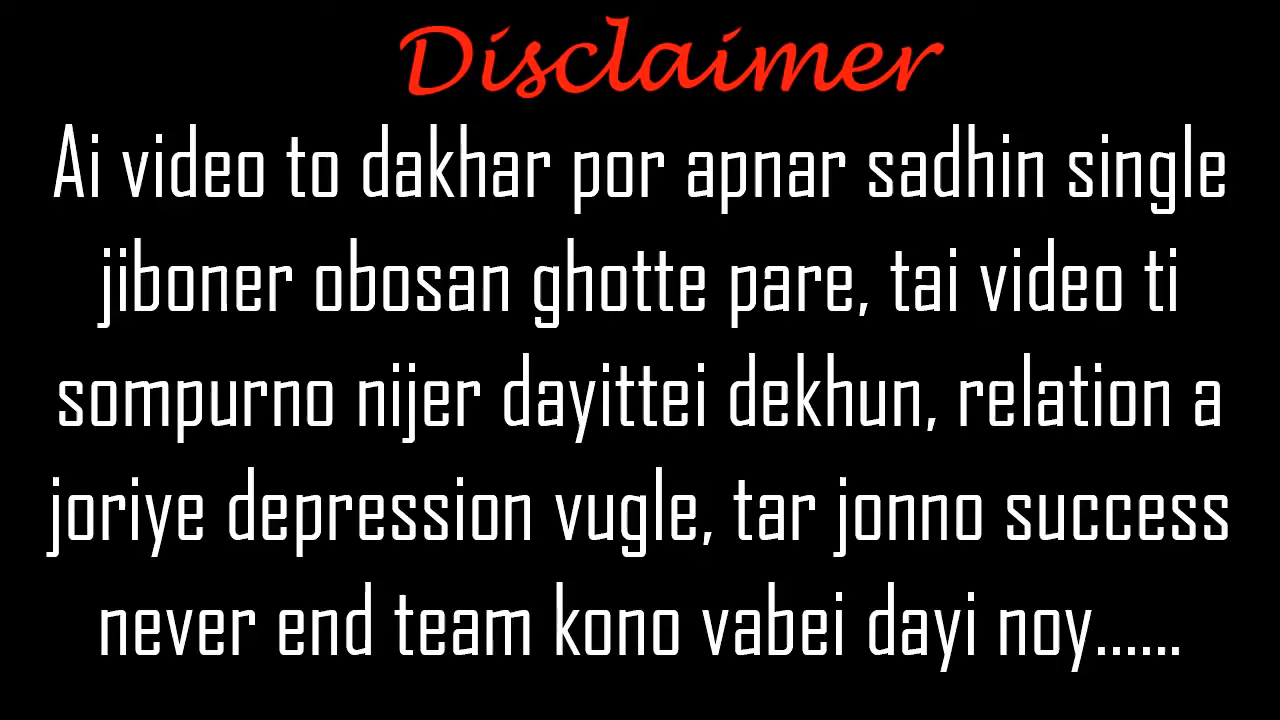 Disclaimer
Ai video to dakhar por apnar sadhin single
jiboner obosan ghotte pare, tai video ti
sompurno nijer dayittei dekhun, relation a
joriye depression vugle, tar jonno success
never end team kono vabei dayi noy......